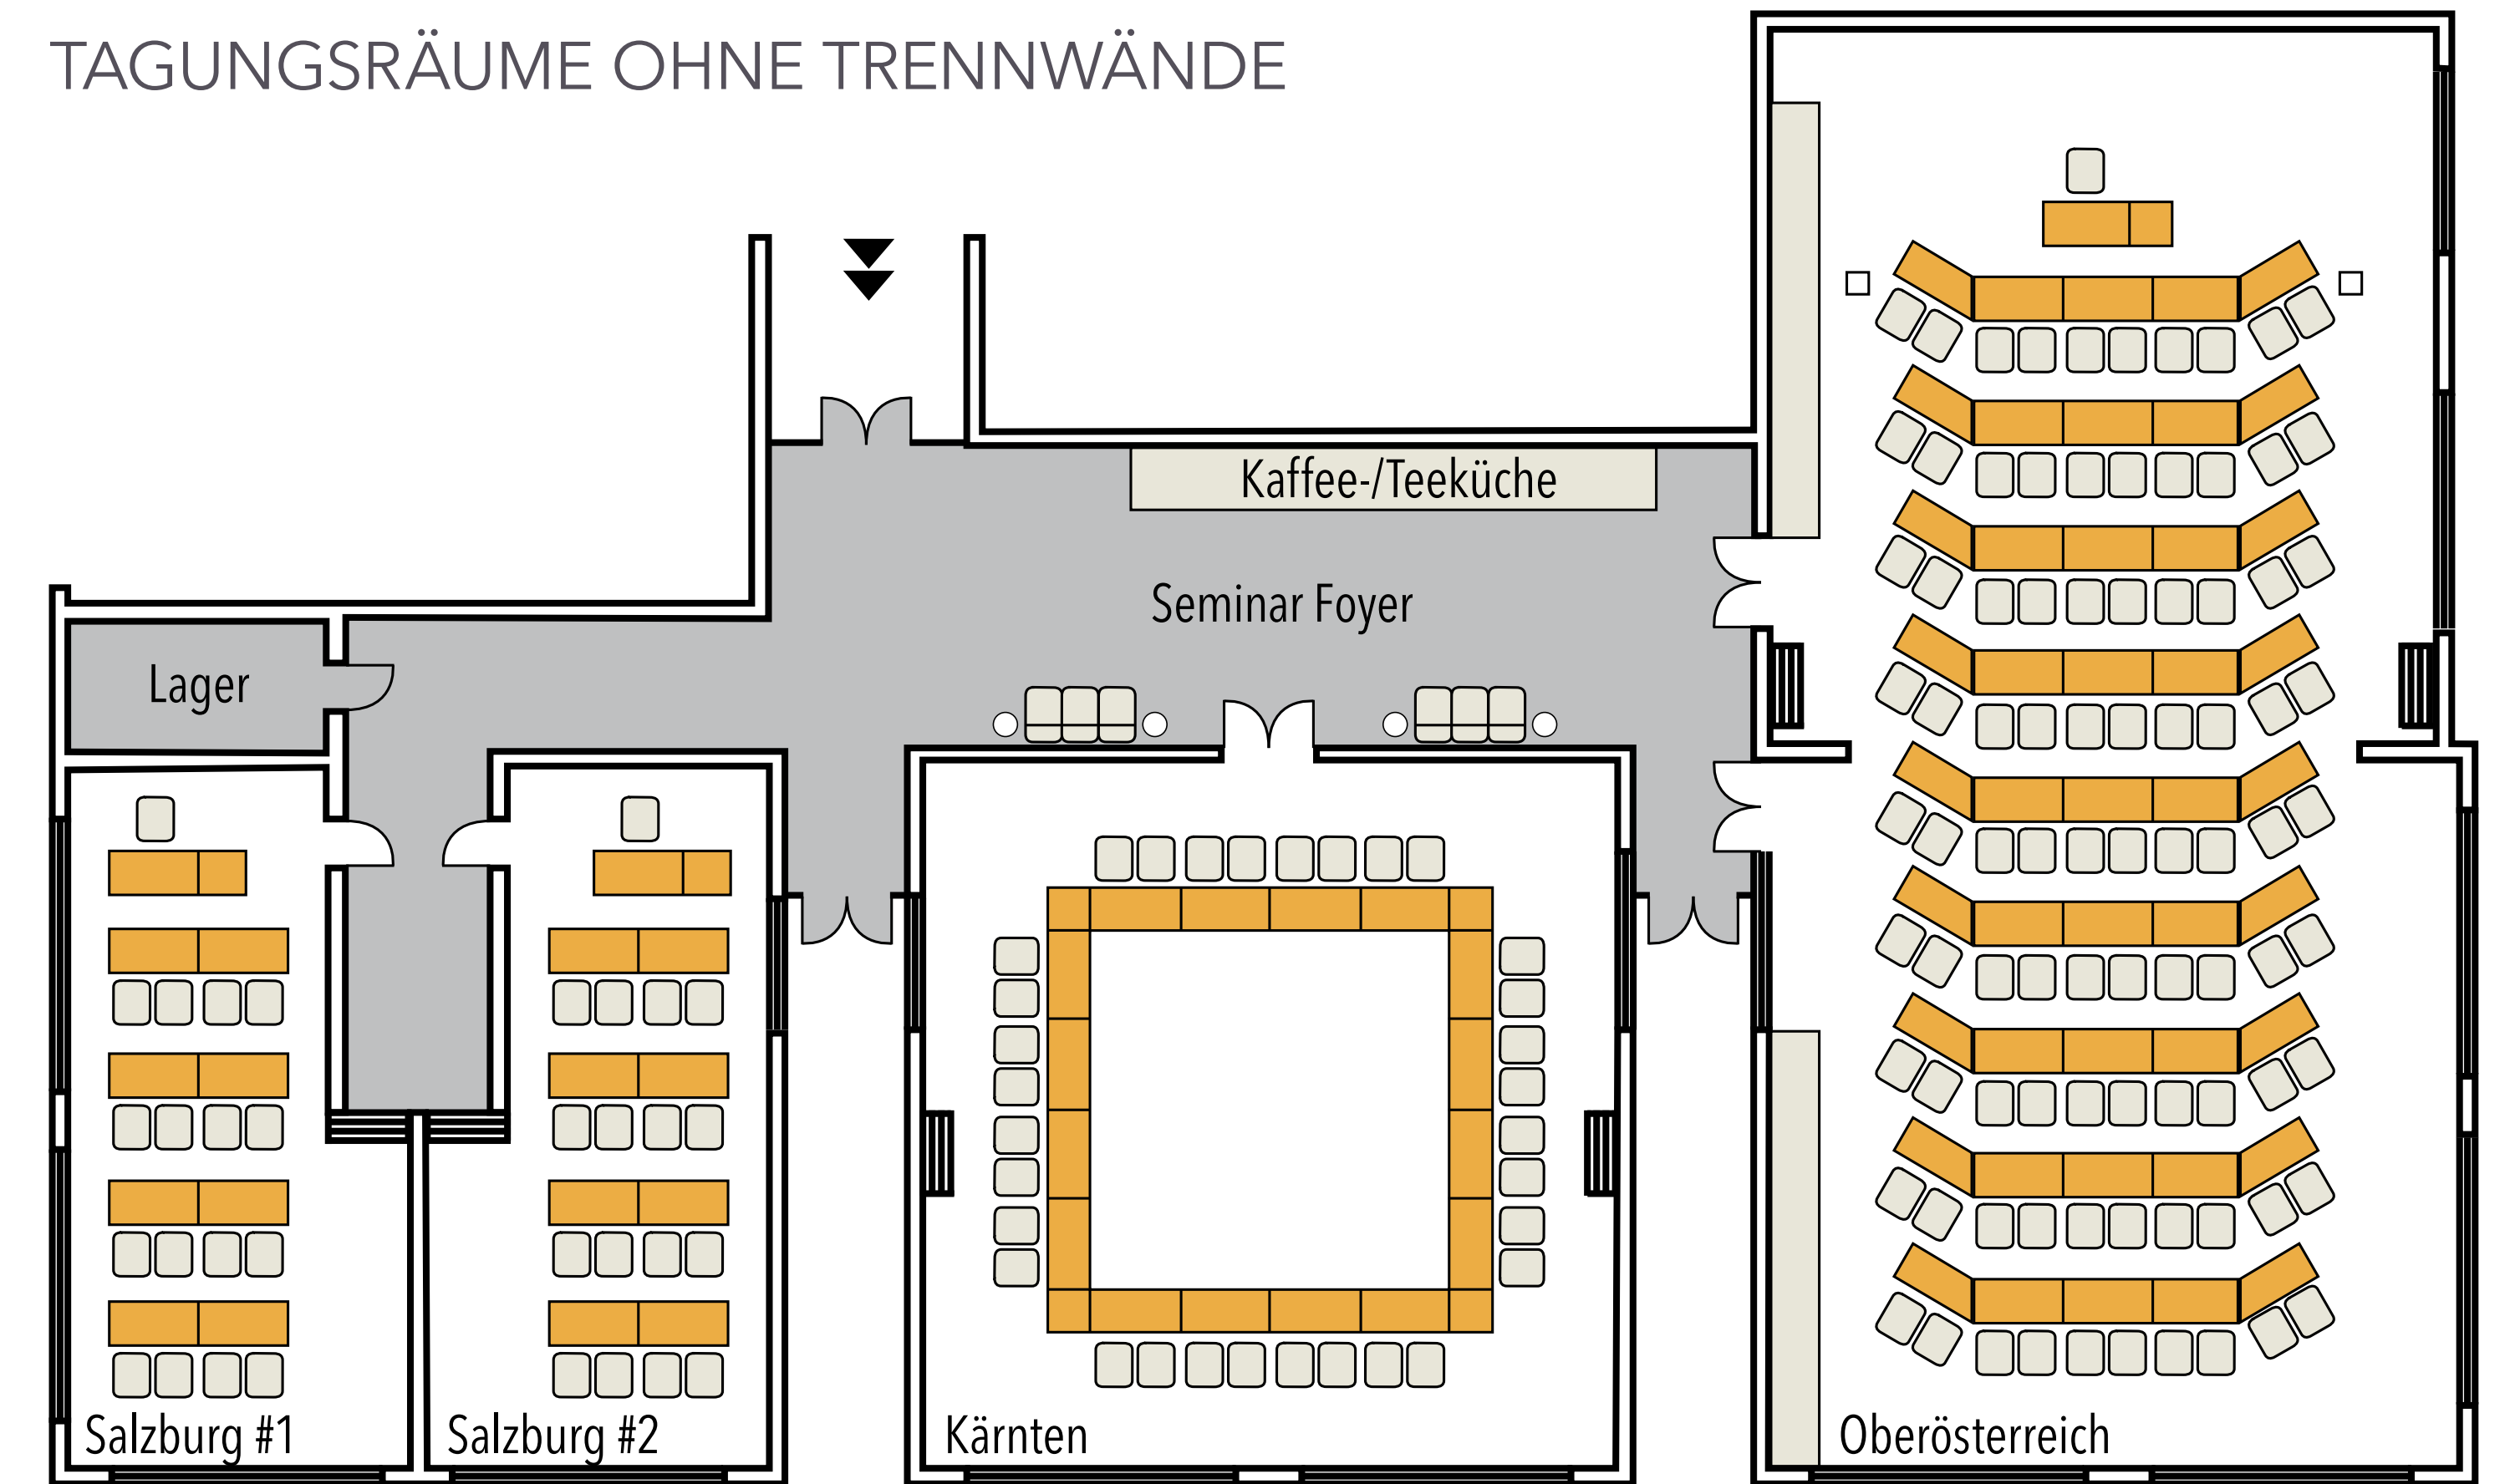 TAGUNGSRÄUME OHNE TRENNWÄNDE
Kaffee-/Teeküche
Seminar Foyer
Lager
Salzburg #1
Salzburg #2
Kärnten
Oberösterreich